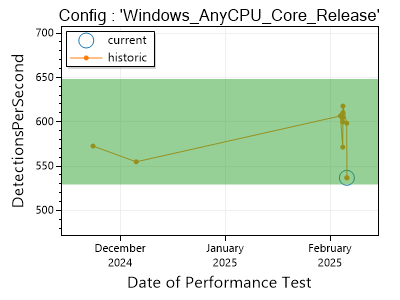 Config : 'Windows_AnyCPU_Core_Release'
current
historic
DetectionsPerSecond
700
650
600
550
500
December
2024
January
2025
February
2025
Date of Performance Test